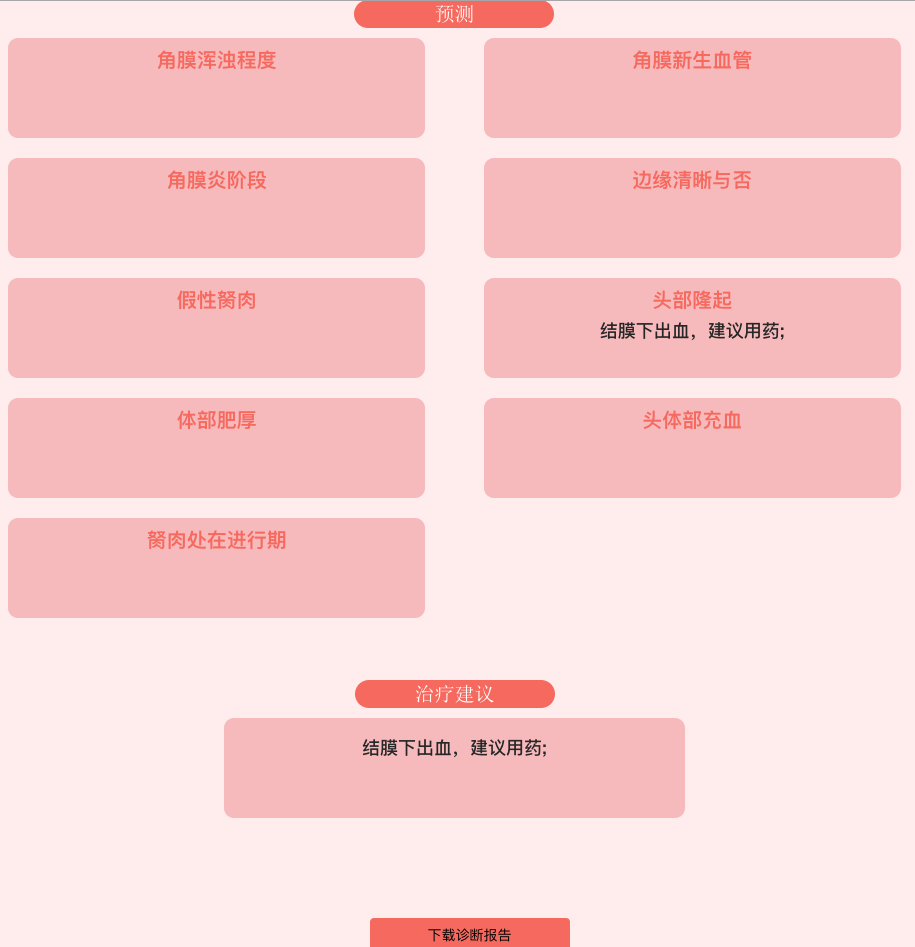 预测
角膜浑浊程度
角膜新生血管
角膜炎阶段
边缘清晰与否
假性胬肉
头部隆起
结膜下出血，建议用药;
体部肥厚
头体部充血
胬肉处在进行期
治疗建议
结膜下出血，建议用药;
下载诊断报告